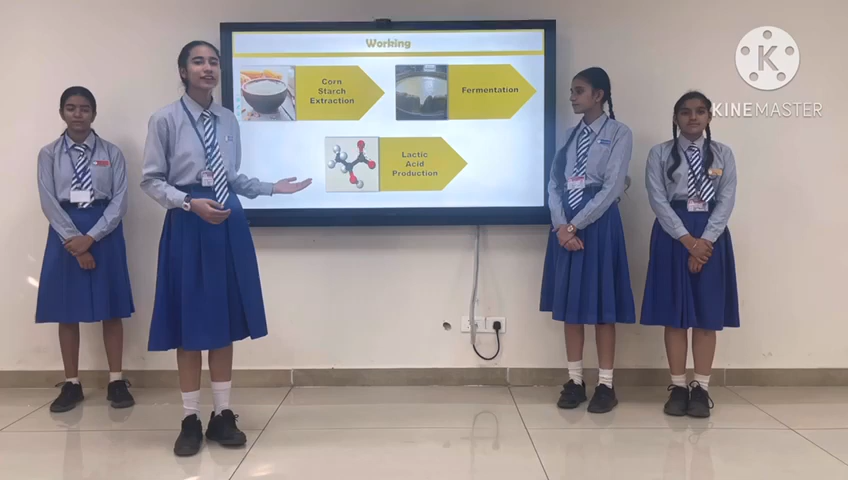 Working
Corn
Starch
Extraction
Fermentation
Lactic
Acid
Production
K
KINEMASTER